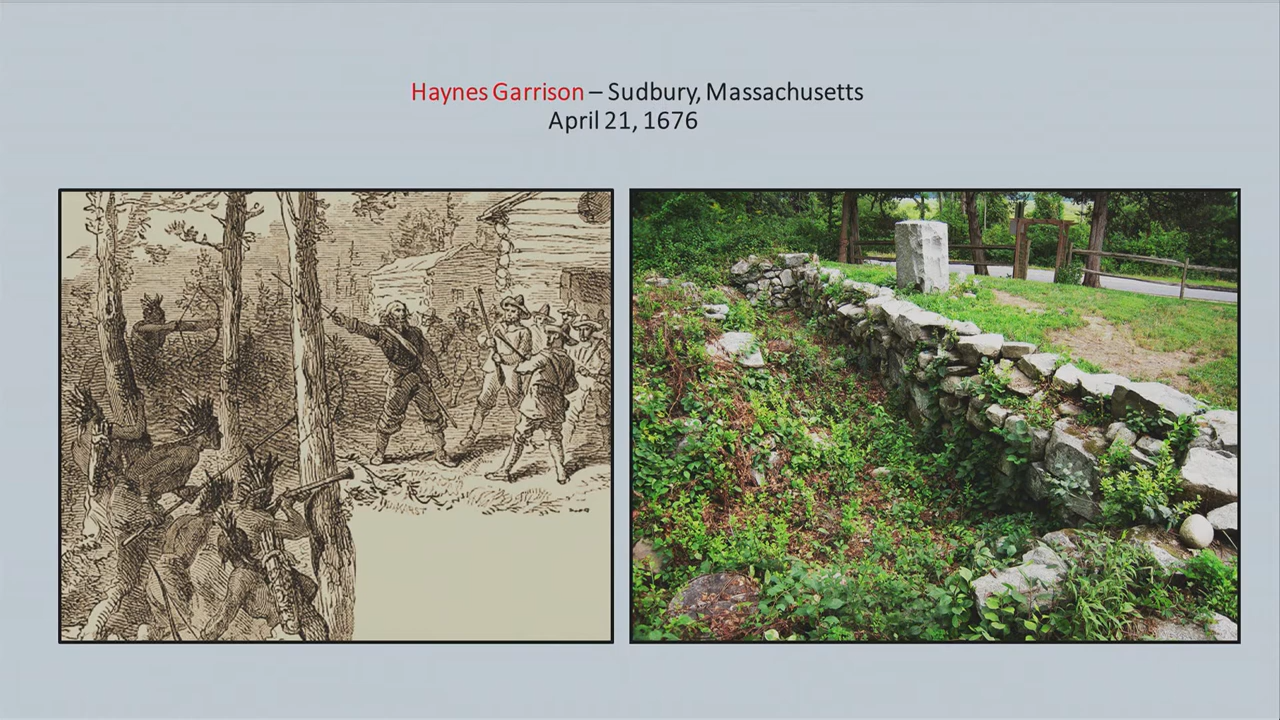 Haynes Garrison – Sudbury, Massachusetts
April 21, 1676